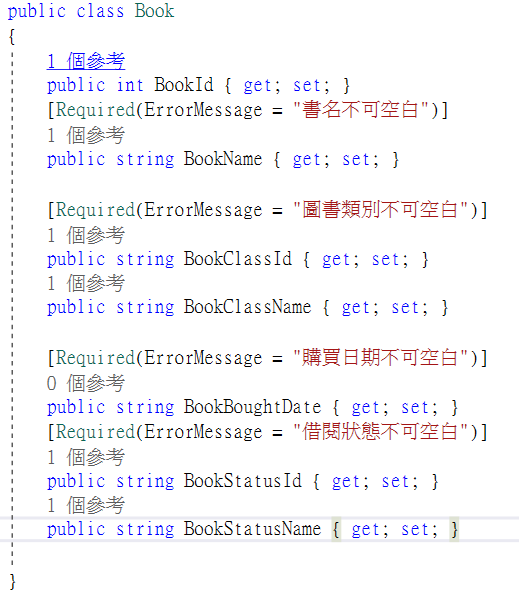 public class Book
{
1 個參考
public int BookId { get; set; }
[Required(ErrorMessage = "書名不可空白")]
1 個參考
public string BookName { get; set; }
[Required(ErrorMessage = "圖書類別不可空白")]
1 個參考
public string BookClassId { get; set; }
1 個參考
public string BookClassName { get; set; }
[Required(ErrorMessage = "購買日期不可空白")]
0 個參考
public string BookBoughtDate { get; set; }
[Required(ErrorMessage = "借閱狀態不可空白")]
1 個參考
public string BookStatusId { get; set; }
1 個參考
public string BookStatusName { get; set; }
}